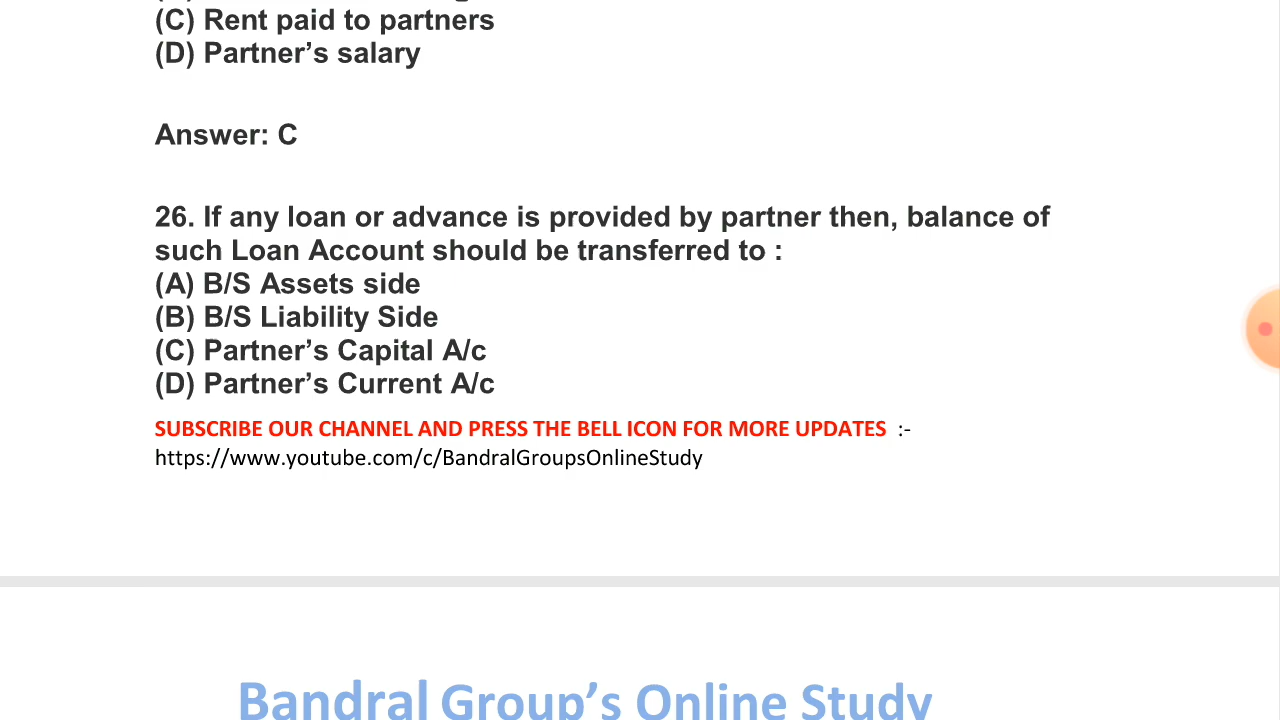 (C) Rent paid to partners
(D) Partner’s salary
Answer: C
26. If any loan or advance is provided by partner then, balance of
such Loan Account should be transferred to :
(A) B/S Assets side
(B) B/S Liability Side
(C) Partner’s Capital A/c
(D) Partner’s Current A/c
SUBSCRIBE OUR CHANNEL AND PRESS THE BELL ICON FOR MORE UPDATES :-
https://www.youtube.com/c/BandralGroupsOnlineStudy
Bandral Group’s Online Study